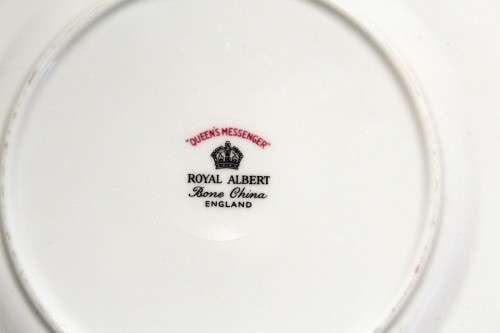 "QUEEN'S MESSENGER"
ROYAL ALBERT
Bone China
ENGLAND